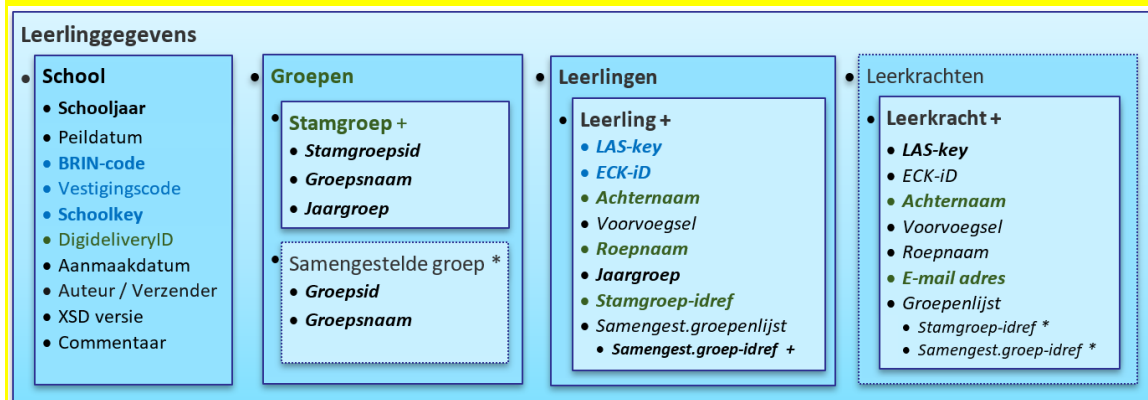 Leerlinggegevens
• School
• Schooljaar
• Peildatum
• BRIN-code
• Vestigingscode
• Schoolkey
• DigideliveryID
• Aanmaakdatum
• Auteur / Verzender
• XSD versie
• Commentaar
• Groepen
• Stamgroep +
• Stamgroepsid
• Groepsnaam
• Jaargroep
• Samengestelde groep *
• Groepsid
• Groepsnaam
• Leerlingen
• Leerling +
• LAS-key
• ECK-iD
• Achternaam
• Voorvoegsel
• Roepnaam
• Jaargroep
• Stamgroep-idref
• Samengest.groepenlijst
• Samengest.groep-idref +
• Leerkrachten
• Leerkracht +
• LAS-key
• ECK-iD
• Achternaam
• Voorvoegsel
• Roepnaam
• E-mail adres
• Groepenlijst
• Stamgroep-idref *
• Samengest.groep-idref *